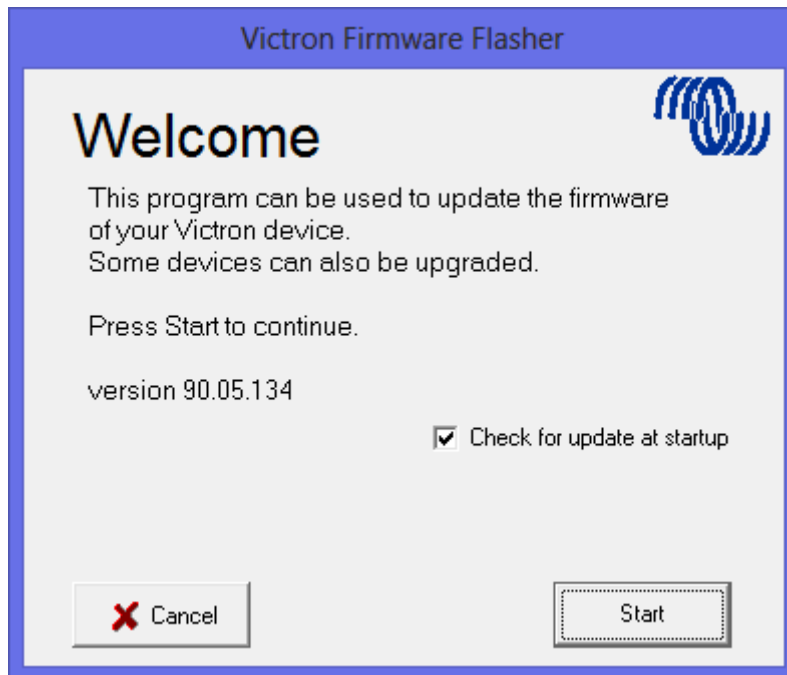 Victron Firmware Flasher
Welcome
This program can be used to update the firmware
of your Victron device.
Some devices can also be upgraded.
Press Start to continue.
version 90.05.134
Check for update at startup
Cancel
Start